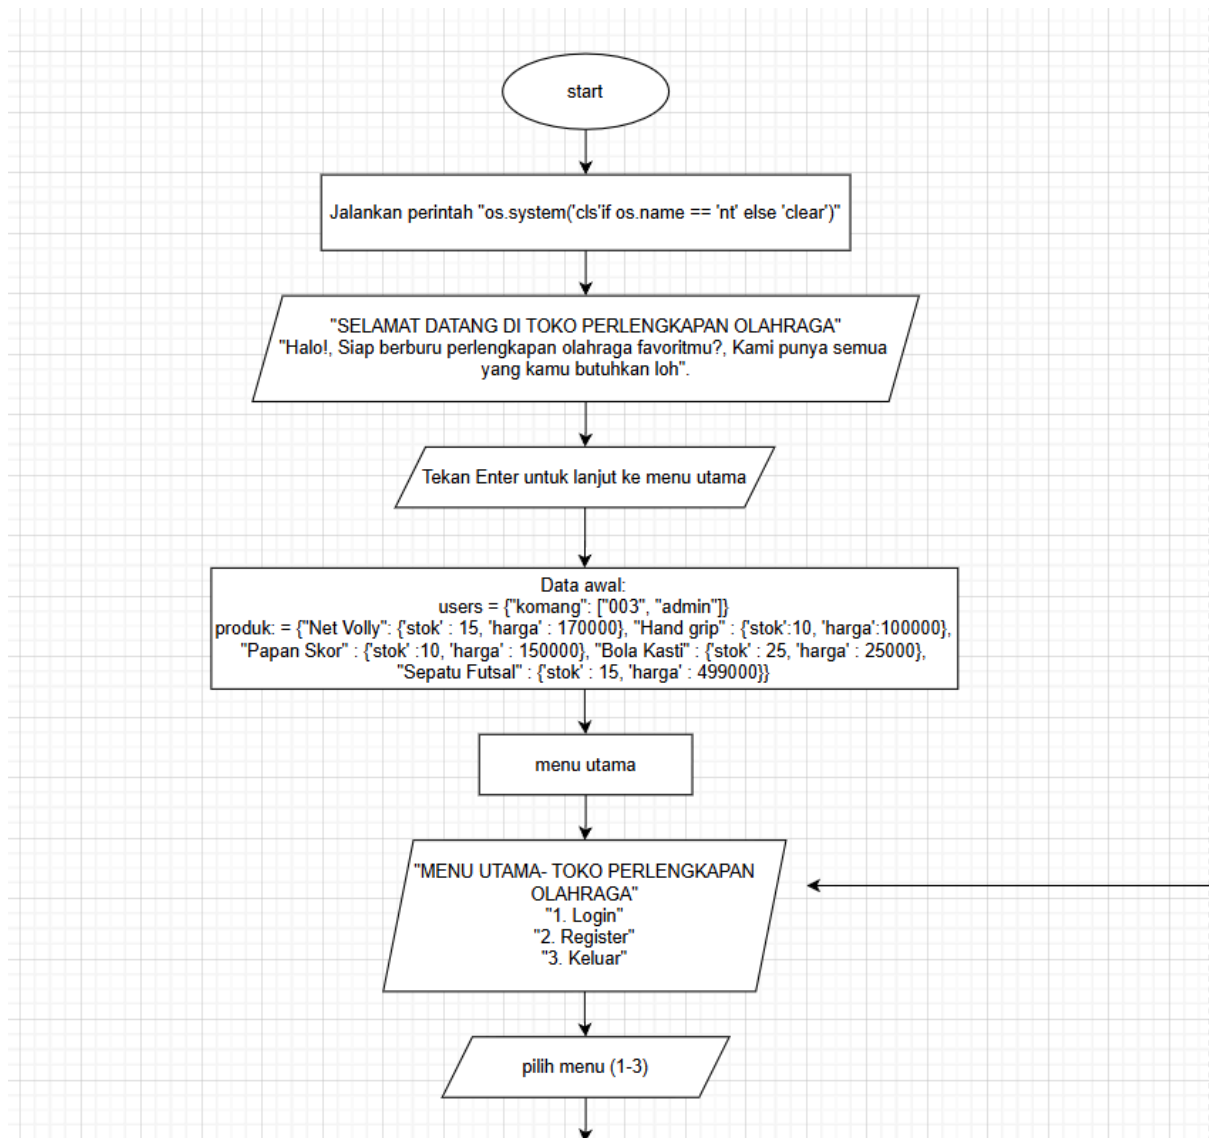 start
Jalankan perintah "os.system('cls'if os.name == 'nt' else 'clear')"
"SELAMAT DATANG DI TOKO PERLENGKAPAN OLAHRAGA"
"Halo!, Siap berburu perlengkapan olahraga favoritmu?, Kami punya semua
yang kamu butuhkan loh".
Tekan Enter untuk lanjut ke menu utama
Data awal:
users = {"komang": ["003", "admin"]}
produk: = {"Net Volly": {'stok' : 15, 'harga' : 170000}, "Hand grip" : {'stok':10, 'harga':100000},
"Papan Skor" : {'stok' :10, 'harga' : 150000}, "Bola Kasti" : {'stok' : 25, 'harga' : 25000},
"Sepatu Futsal" : {'stok' : 15, 'harga' : 499000}}
menu utama
"MENU UTAMA- TOKO PERLENGKAPAN
OLAHRAGA"
"1. Login"
"2. Register"
"3. Keluar"
pilih menu (1-3)